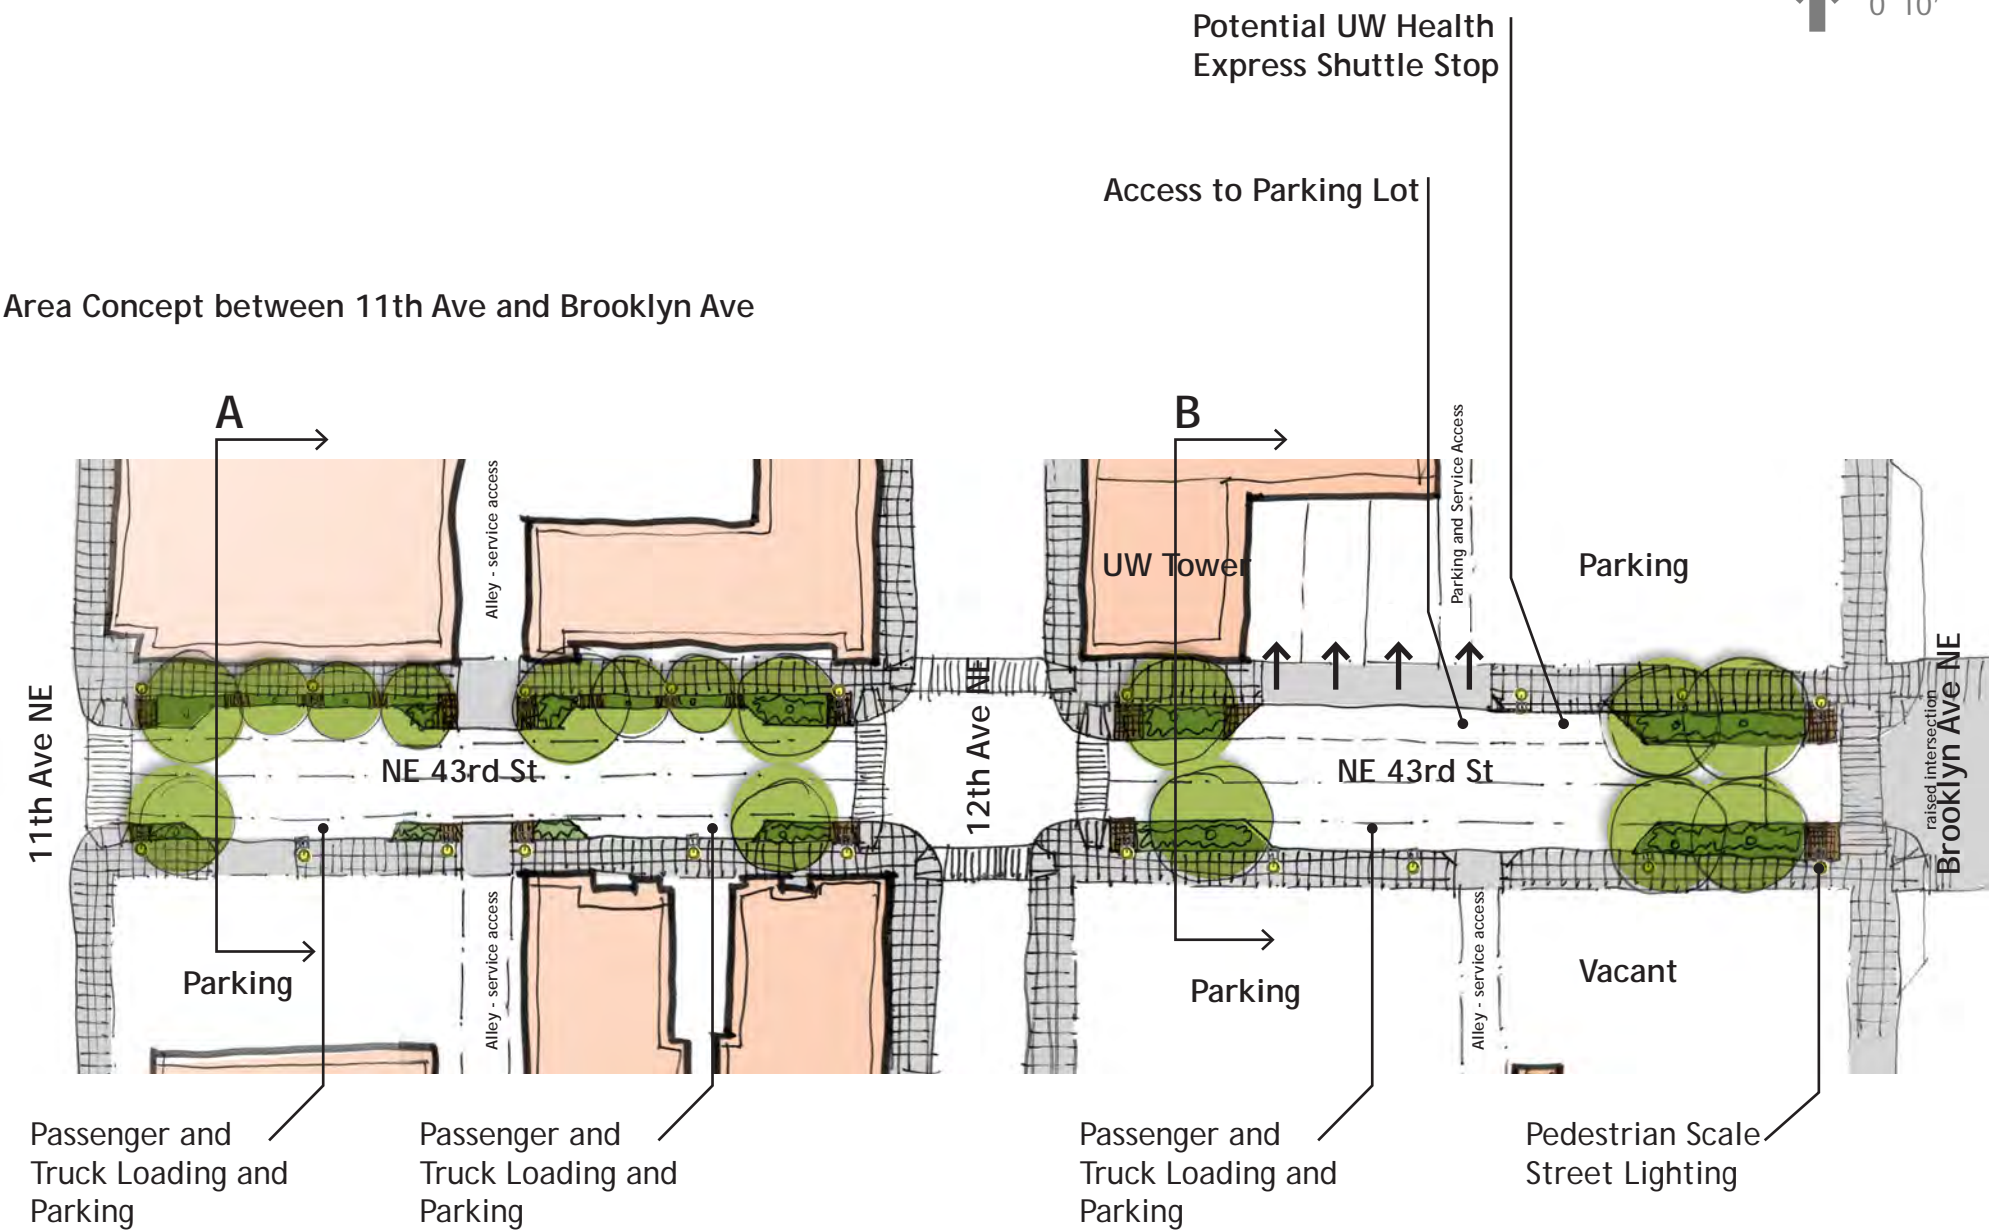 0 10'
Potential UW Health
Express Shuttle Stop
Access to Parking Lot
Area Concept between 11th Ave and Brooklyn Ave
A
B
Alley - service access
Parking and Service Access
UW Tower
Parking
11th Ave NE
NE 43rd St
12th Ave NE
NE 43rd St
raised intersection
Brooklyn Ave NE
Parking
Alley - service access
Parking
Alley - service access
Vacant
Passenger and
Truck Loading and
Parking
Passenger and
Truck Loading and
Parking
Passenger and
Truck Loading and
Parking
Pedestrian Scale
Street Lighting